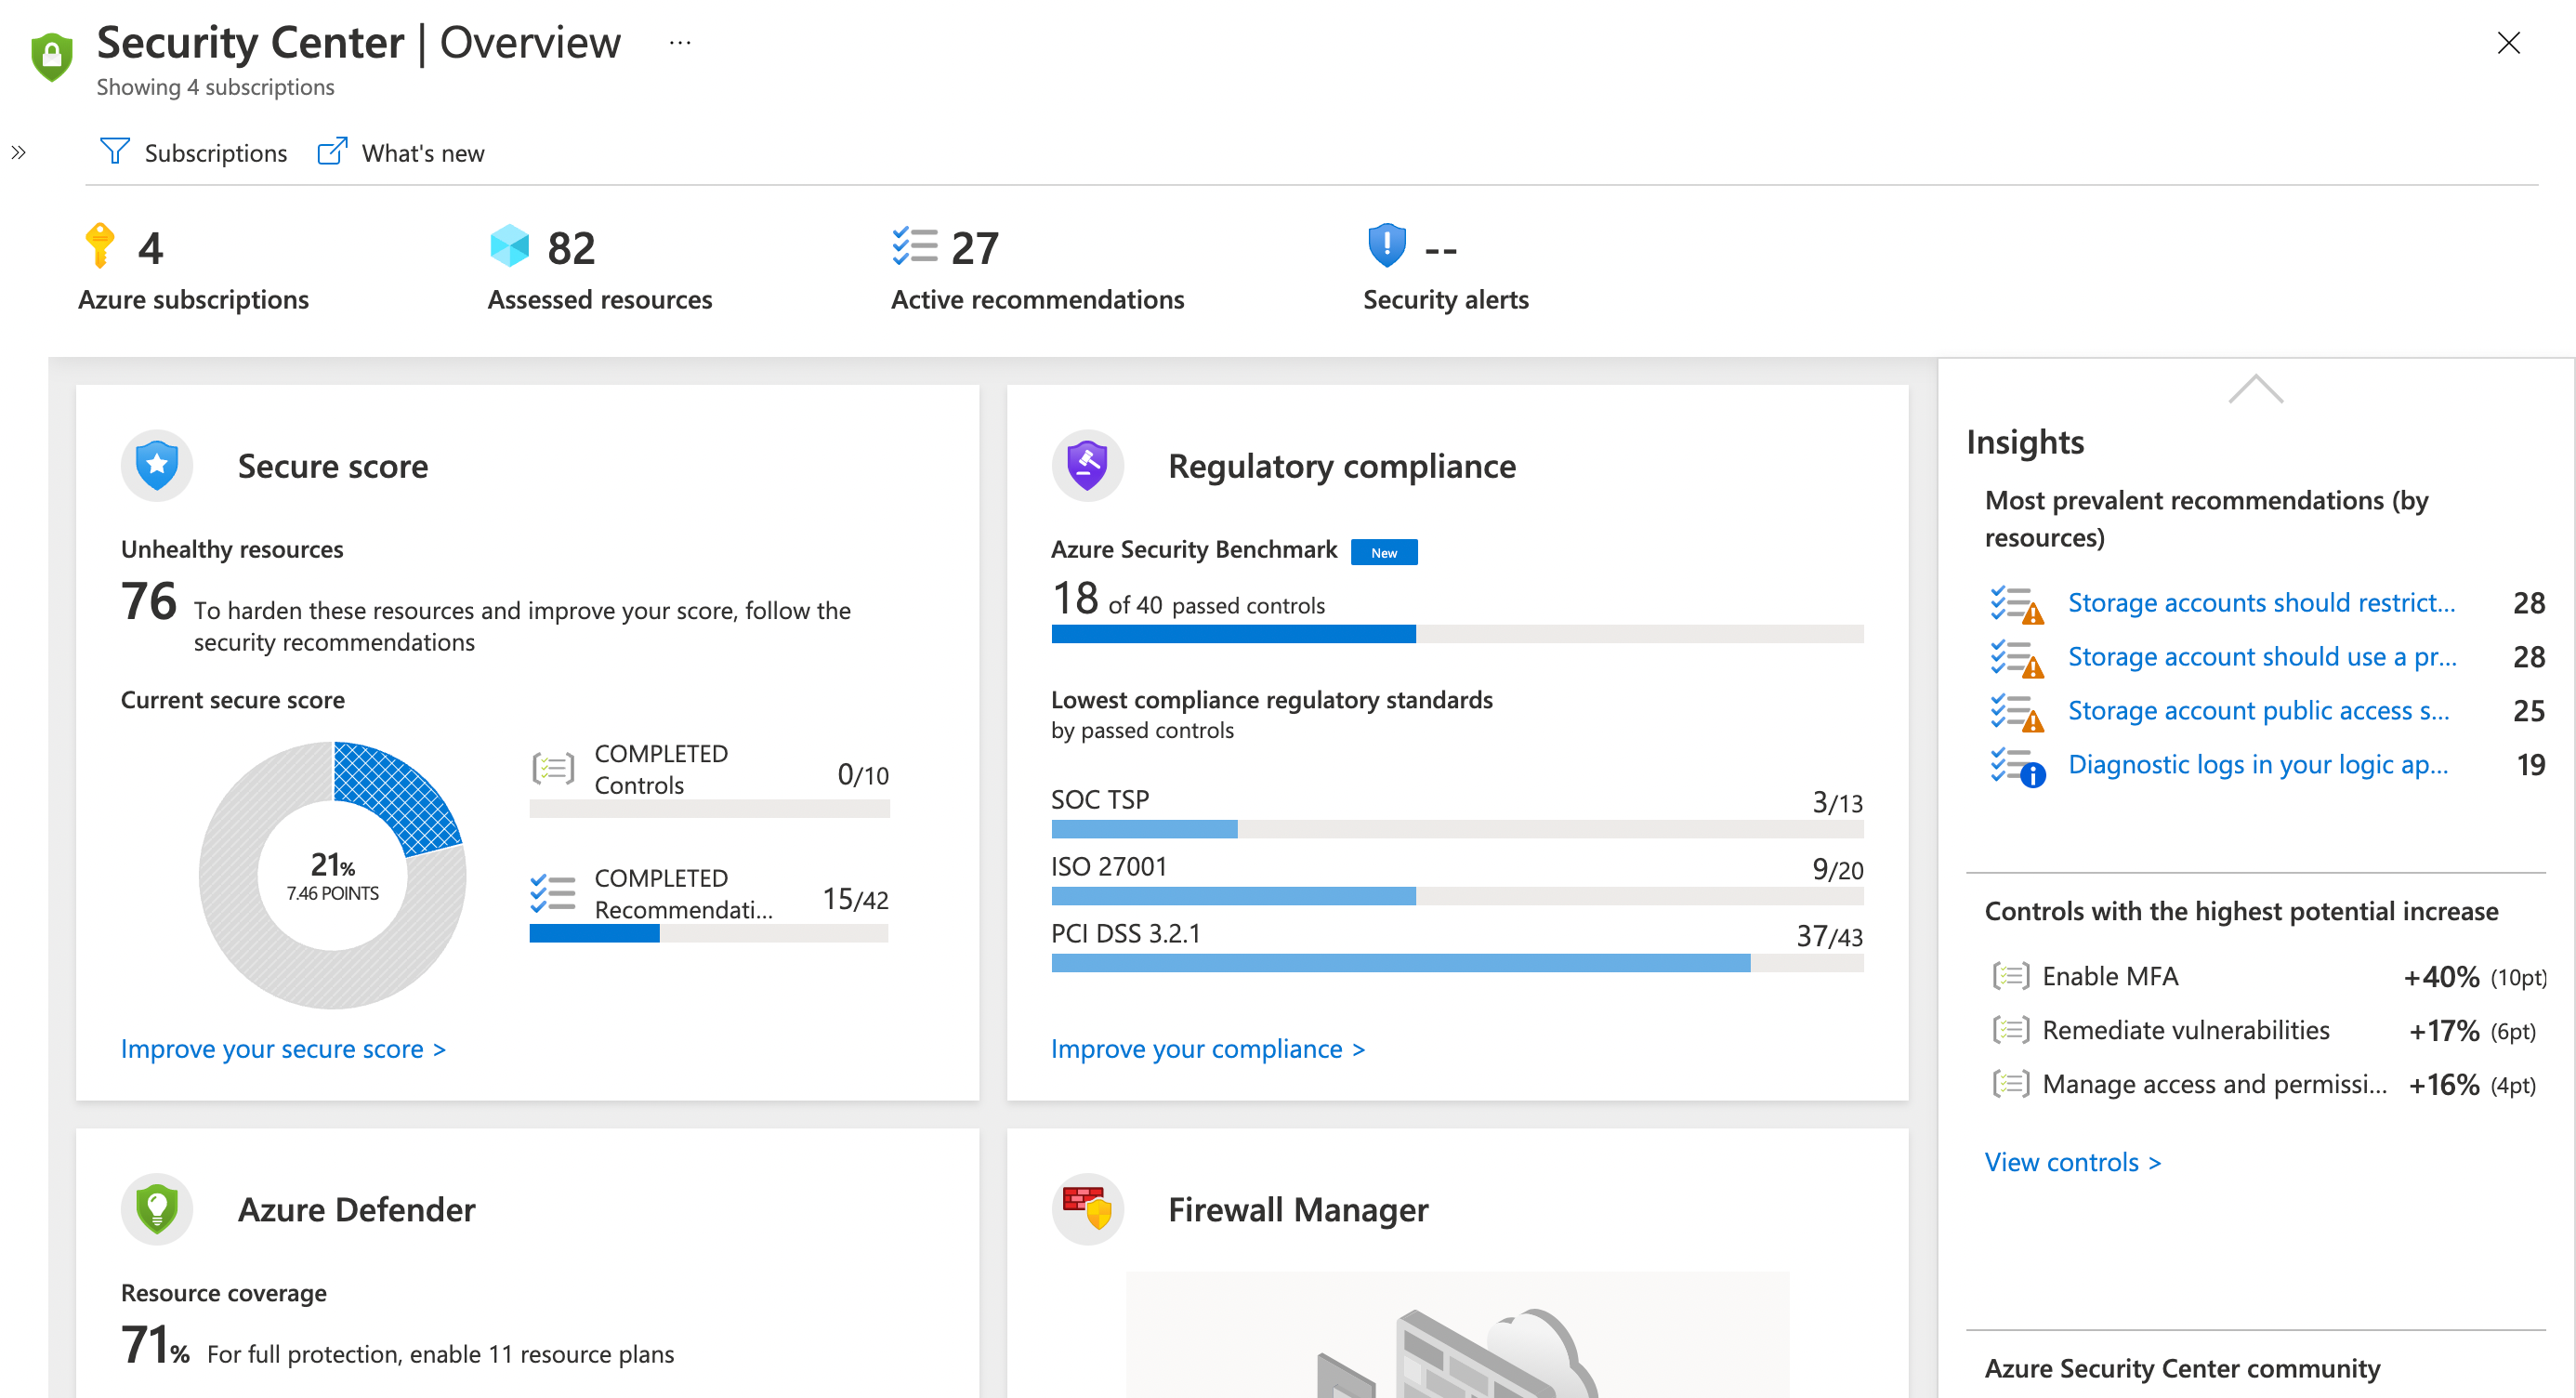 Security Center | Overview ...
Showing 4 subscriptions
Subscriptions
What's new
4
Azure subscriptions
82
Assessed resources
27
Active recommendations
--
Security alerts
Secure score
Unhealthy resources
76 To harden these resources and improve your score, follow the
security recommendations
Current secure score
21%
7.46 POINTS
COMPLETED
Controls 0/10
COMPLETED
Recommendati... 15/42
Improve your secure score >
Regulatory compliance
Azure Security Benchmark New
18 of 40 passed controls
Lowest compliance regulatory standards
by passed controls
SOC TSP 3/13
ISO 27001 9/20
PCI DSS 3.2.1 37/43
Improve your compliance >
Azure Defender
Resource coverage
71% For full protection, enable 11 resource plans
Firewall Manager
Insights
Most prevalent recommendations (by
resources)
Storage accounts should restrict... 28
Storage account should use a pr... 28
Storage account public access s... 25
Diagnostic logs in your logic ap... 19
Controls with the highest potential increase
Enable MFA +40% (10pt)
Remediate vulnerabilities +17% (6pt)
Manage access and permissi... +16% (4pt)
View controls >
Azure Security Center community